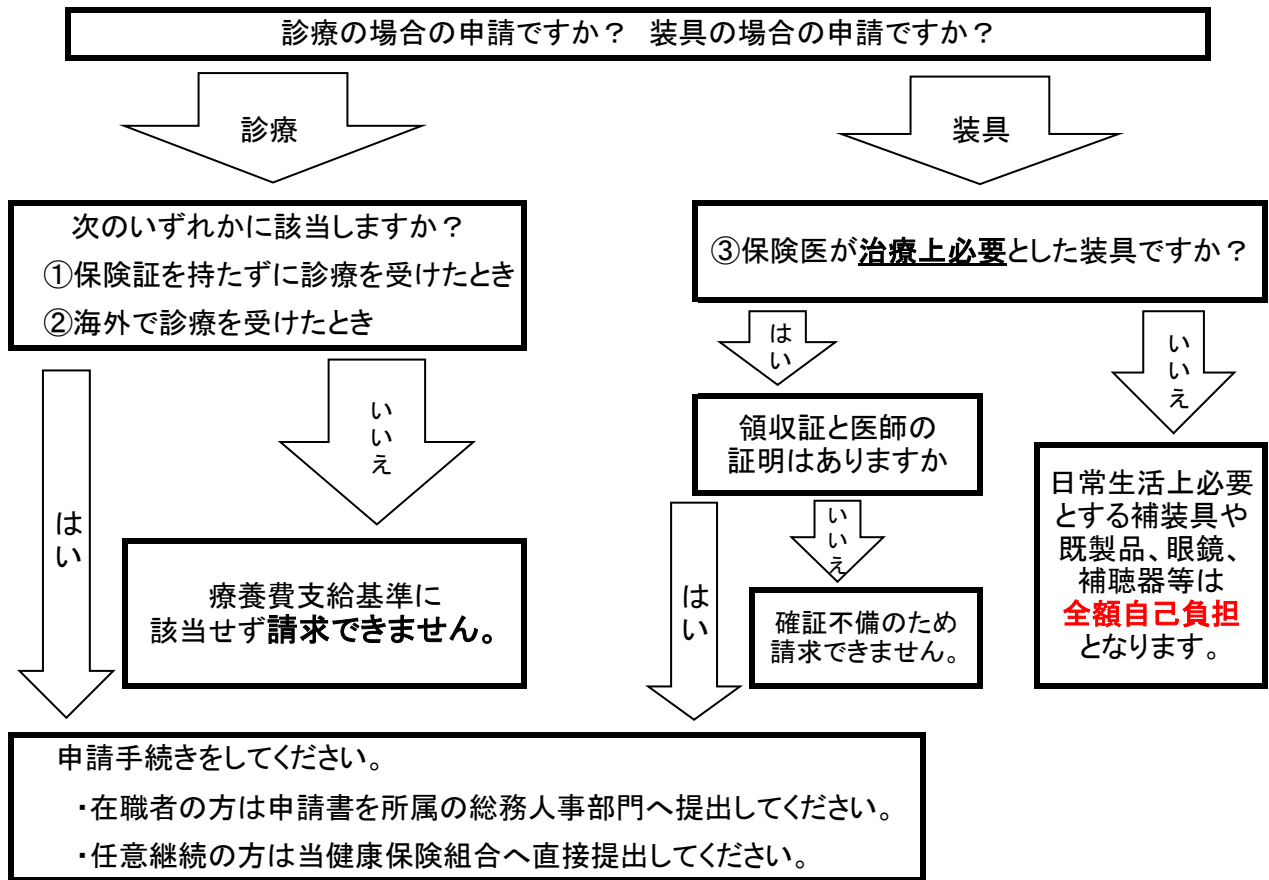 診療の場合の申請ですか？ 装具の場合の申請ですか？
診療
装具
次のいずれかに該当しますか？
①保険証を持たずに診療を受けたとき
②海外で診療を受けたとき
③保険医が治療上必要とした装具ですか？
はい
いいえ
はい
いいえ
領収証と医師の
証明はありますか
日常生活上必要
とする補装具や
既製品、眼鏡、
補聴器等は
全額自己負担
となります。
はい
いいえ
療養費支給基準に
該当せず請求できません。
確証不備のため
請求できません。
申請手続きをしてください。
・在職者の方は申請書を所属の総務人事部門へ提出してください。
・任意継続の方は当健康保険組合へ直接提出してください。